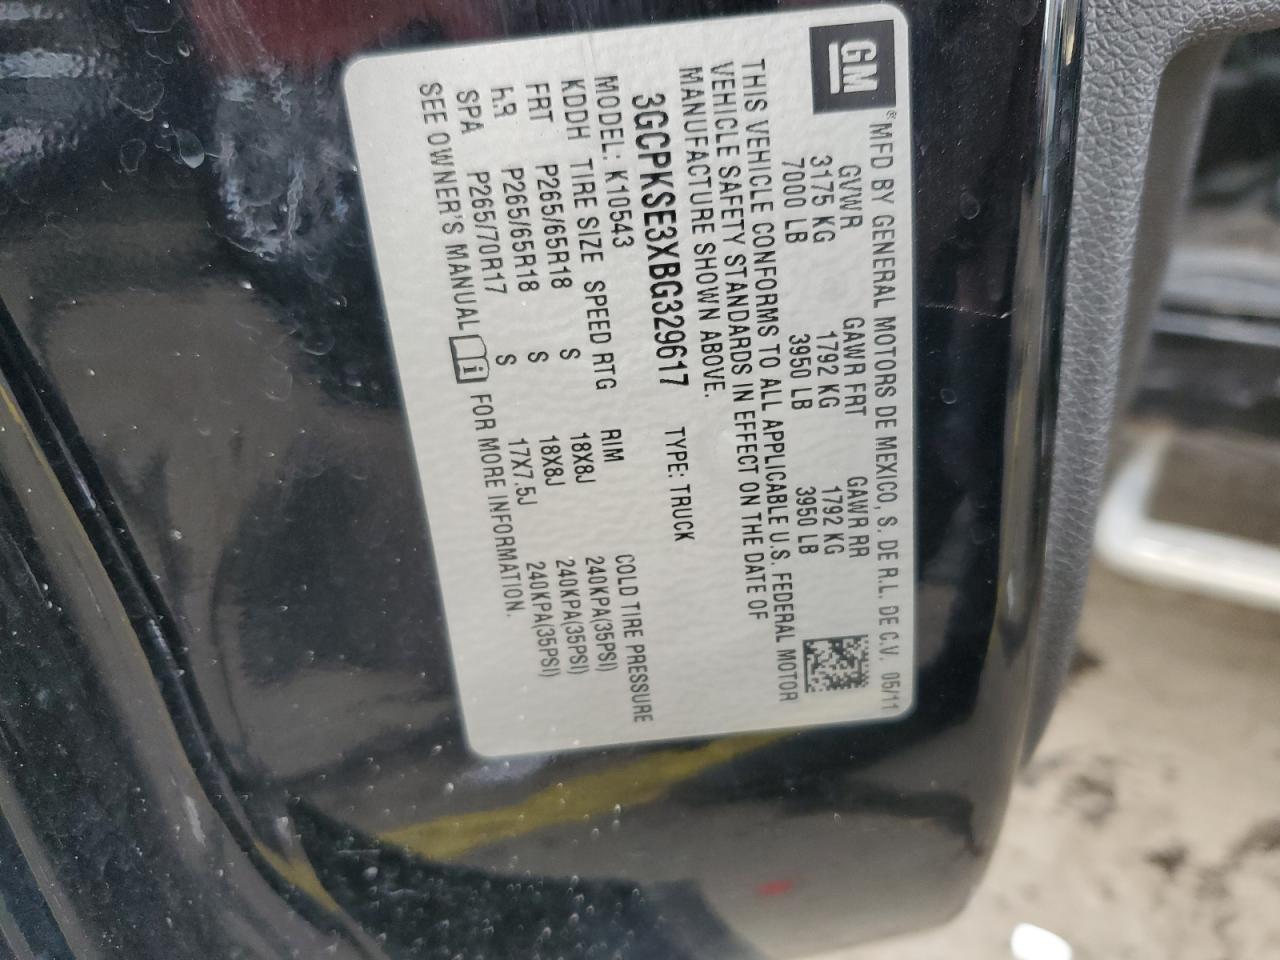 GM
® MFD BY GENERAL MOTORS DE MEXICO, S. DE R.L. DE C.V. 05/11
GVWR GAWR FRT GAWR RR
3175 KG 1792 KG 1792 KG
7000 LB 3950 LB 3950 LB
THIS VEHICLE CONFORMS TO ALL APPLICABLE U.S. FEDERAL MOTOR
VEHICLE SAFETY STANDARDS IN EFFECT ON THE DATE OF
MANUFACTURE SHOWN ABOVE.
3GCPKSE3XBG329617 TYPE: TRUCK
MODEL: K10543
KDDH TIRE SIZE SPEED RTG RIM COLD TIRE PRESSURE
FRT P265/65R18 S 18X8J 240KPA(35PSI)
RR P265/65R18 S 18X8J 240KPA(35PSI)
SPA P265/70R17 S 17X7.5J 240KPA(35PSI)
SEE OWNER'S MANUAL FOR MORE INFORMATION.